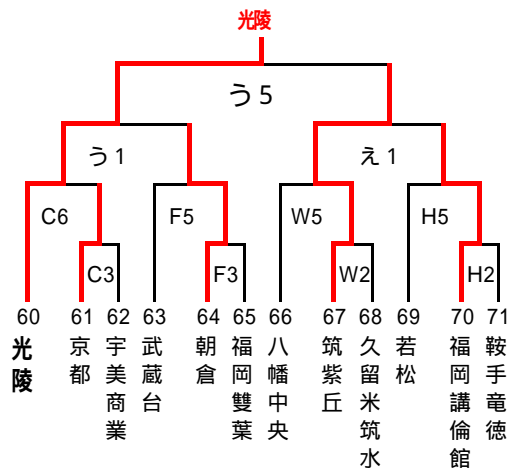 光陵
う5
う1
え1
C6
F5
W5
H5
C3
F3
W2
H2
60
61
62
63
64
65
66
67
68
69
70
71
光陵
京都
宇美商業
武蔵台
朝倉
福岡雙葉
八幡中央
筑紫丘
久留米筑水
若松
福岡講倫館
鞍手竜徳